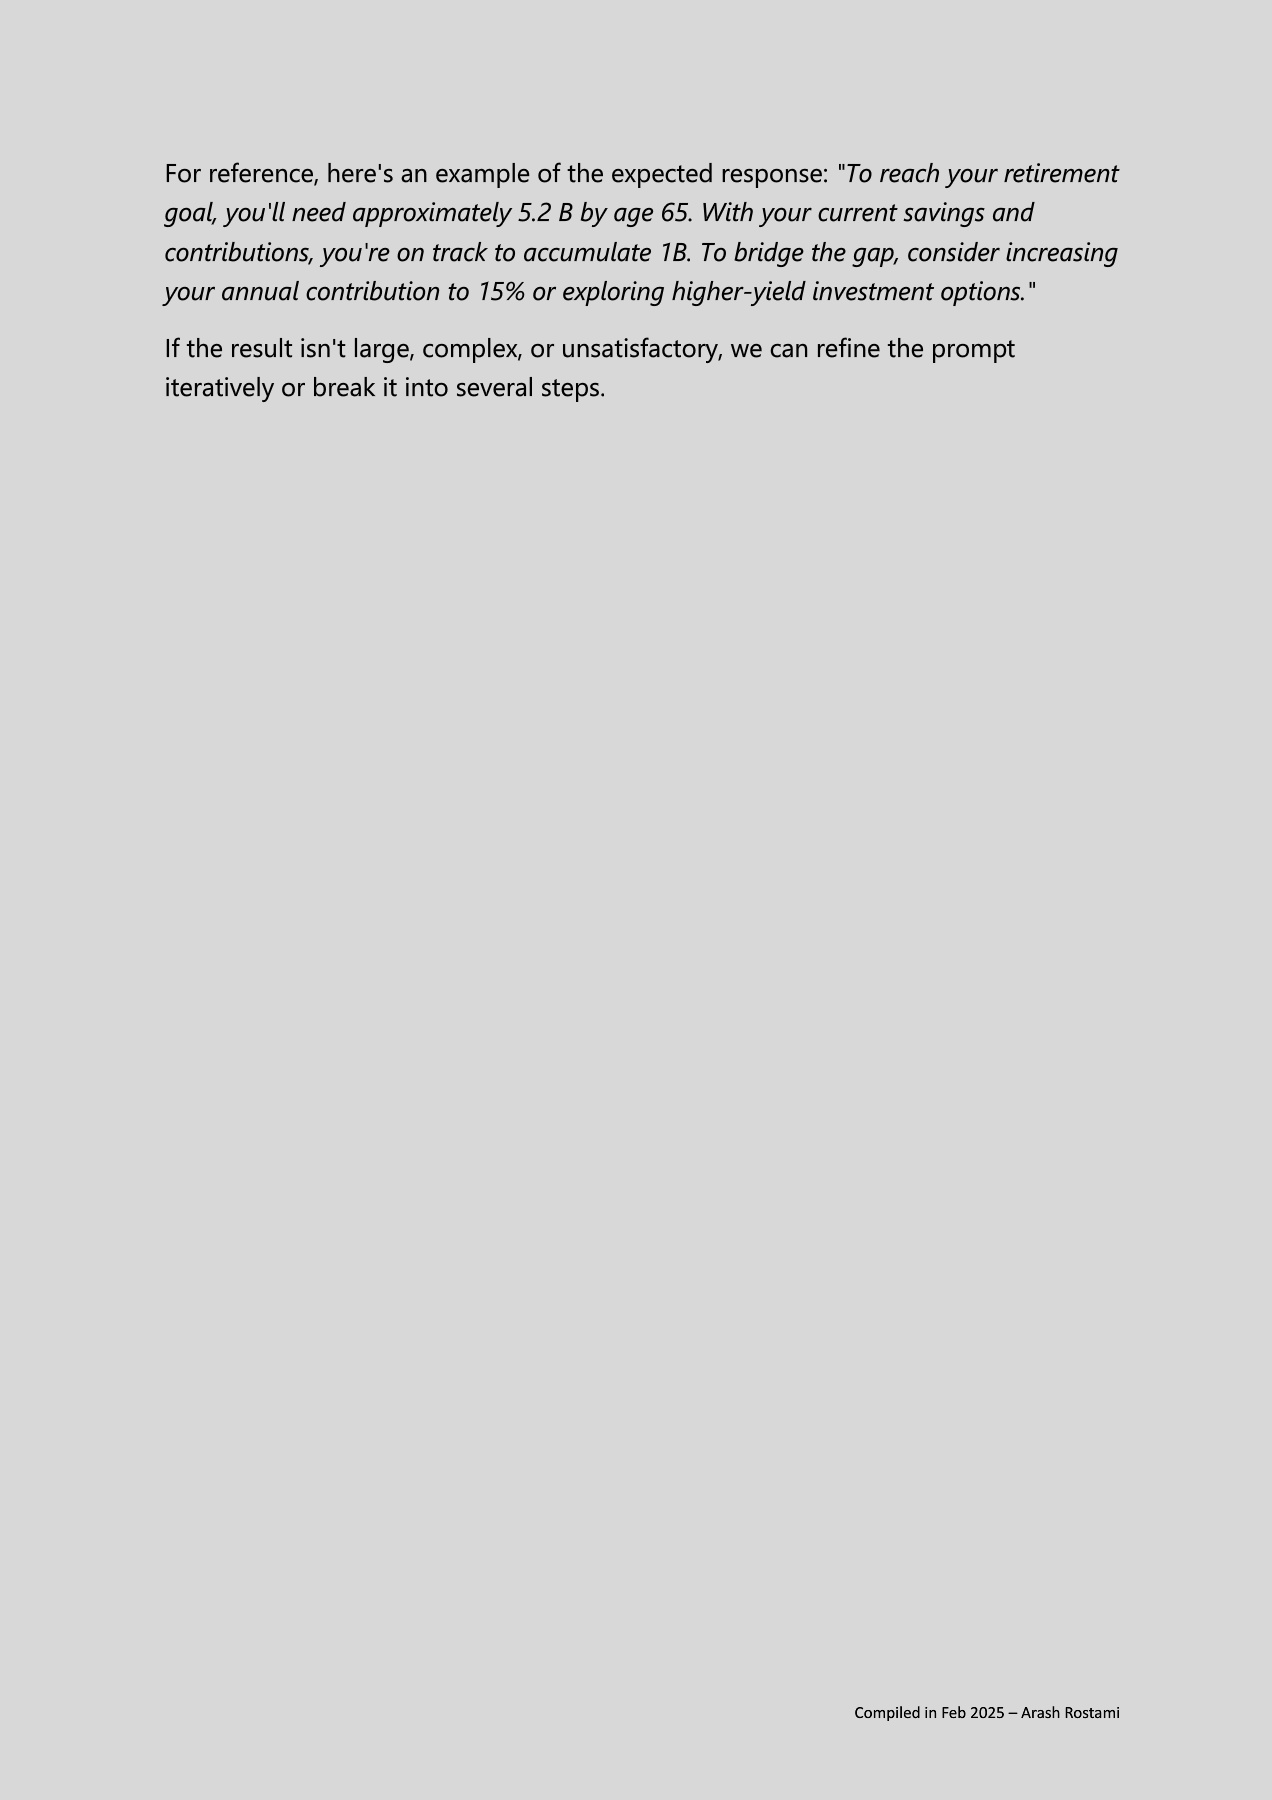 For reference, here's an example of the expected response: "To reach your retirement
goal, you'll need approximately 5.2 B by age 65. With your current savings and
contributions, you're on track to accumulate 1B. To bridge the gap, consider increasing
your annual contribution to 15% or exploring higher-yield investment options."
If the result isn't large, complex, or unsatisfactory, we can refine the prompt
iteratively or break it into several steps.
Compiled in Feb 2025 – Arash Rostami